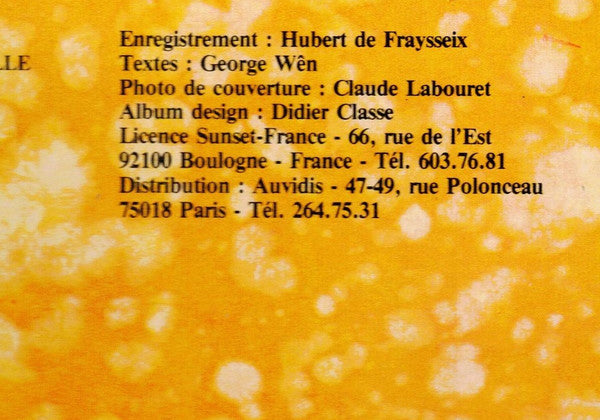 Enregistrement : Hubert de Fraysseix
LLE
Textes : George Wên
Photo de couverture : Claude Labouret
Album design : Didier Classe
Licence Sunset-France - 66, rue de l'Est
92100 Boulogne - France - Tél. 603.76.81
Distribution : Auvidis - 47-49, rue Polonceau
75018 Paris - Tél. 264.75.31